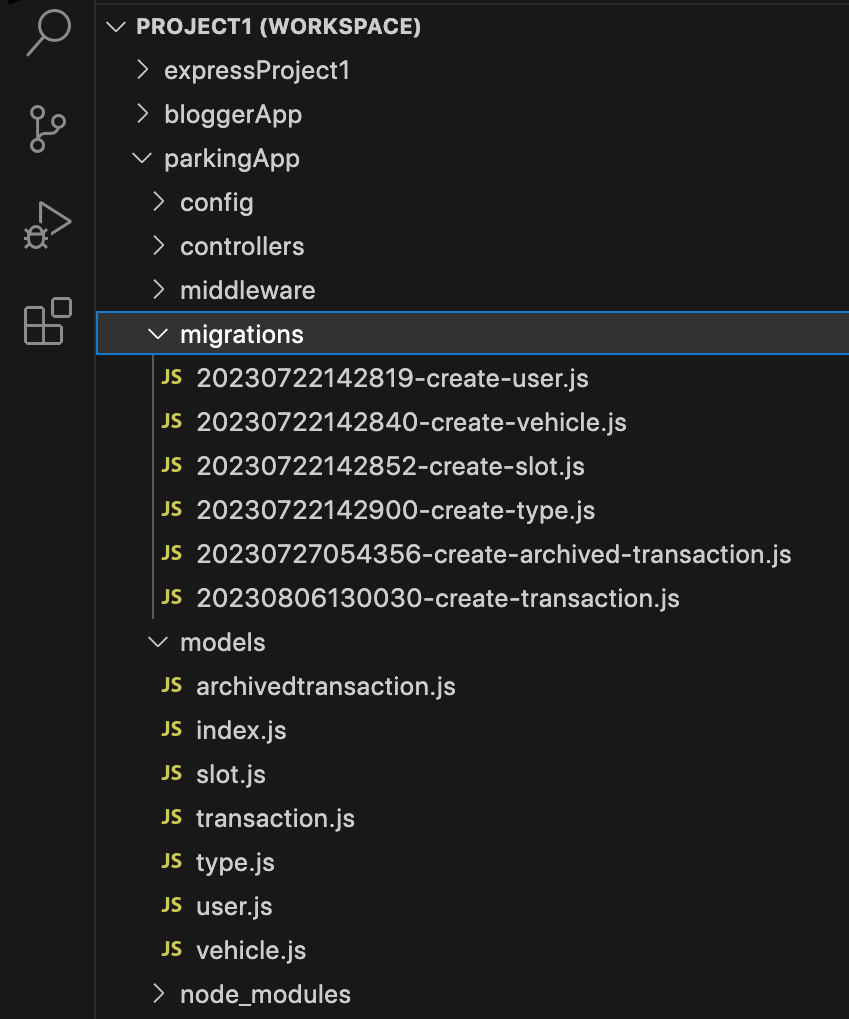 PROJECT1 (WORKSPACE)
expressProject1
bloggerApp
parkingApp
config
controllers
middleware
migrations
JS 20230722142819-create-user.js
JS 20230722142840-create-vehicle.js
JS 20230722142852-create-slot.js
JS 20230722142900-create-type.js
JS 20230727054356-create-archived-transaction.js
JS 20230806130030-create-transaction.js
models
JS archivedtransaction.js
JS index.js
JS slot.js
JS transaction.js
JS type.js
JS user.js
JS vehicle.js
node_modules